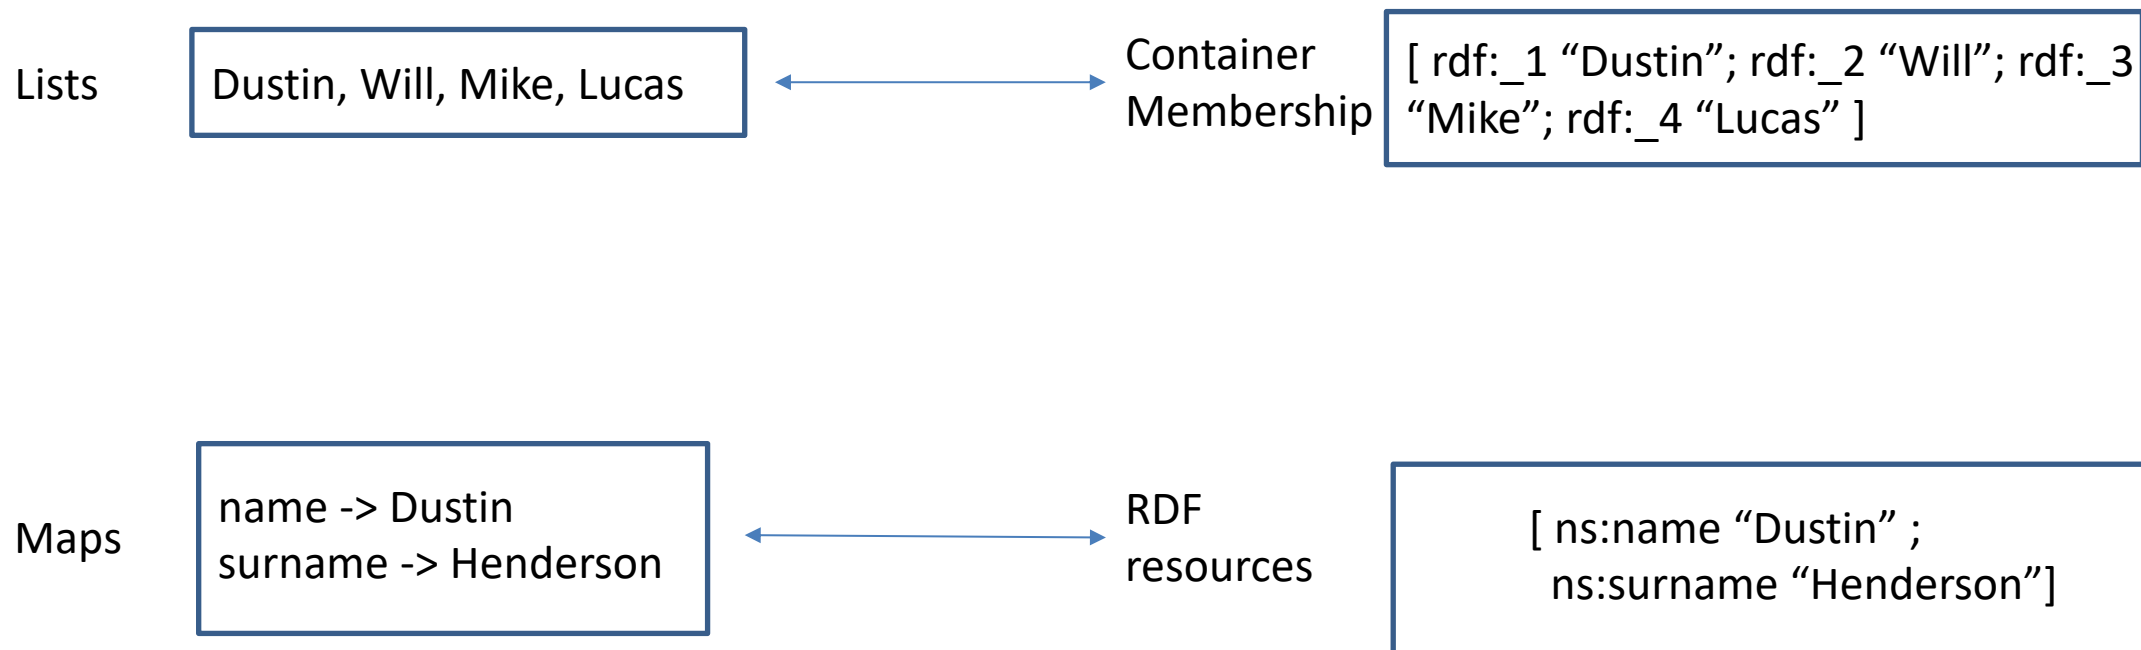 Lists
Dustin, Will, Mike, Lucas
Container
Membership
[ rdf:_1 “Dustin”; rdf:_2 “Will”; rdf:_3
“Mike”; rdf:_4 “Lucas” ]
Maps
name -> Dustin
surname -> Henderson
RDF
resources
[ ns:name “Dustin” ;
ns:surname “Henderson”]